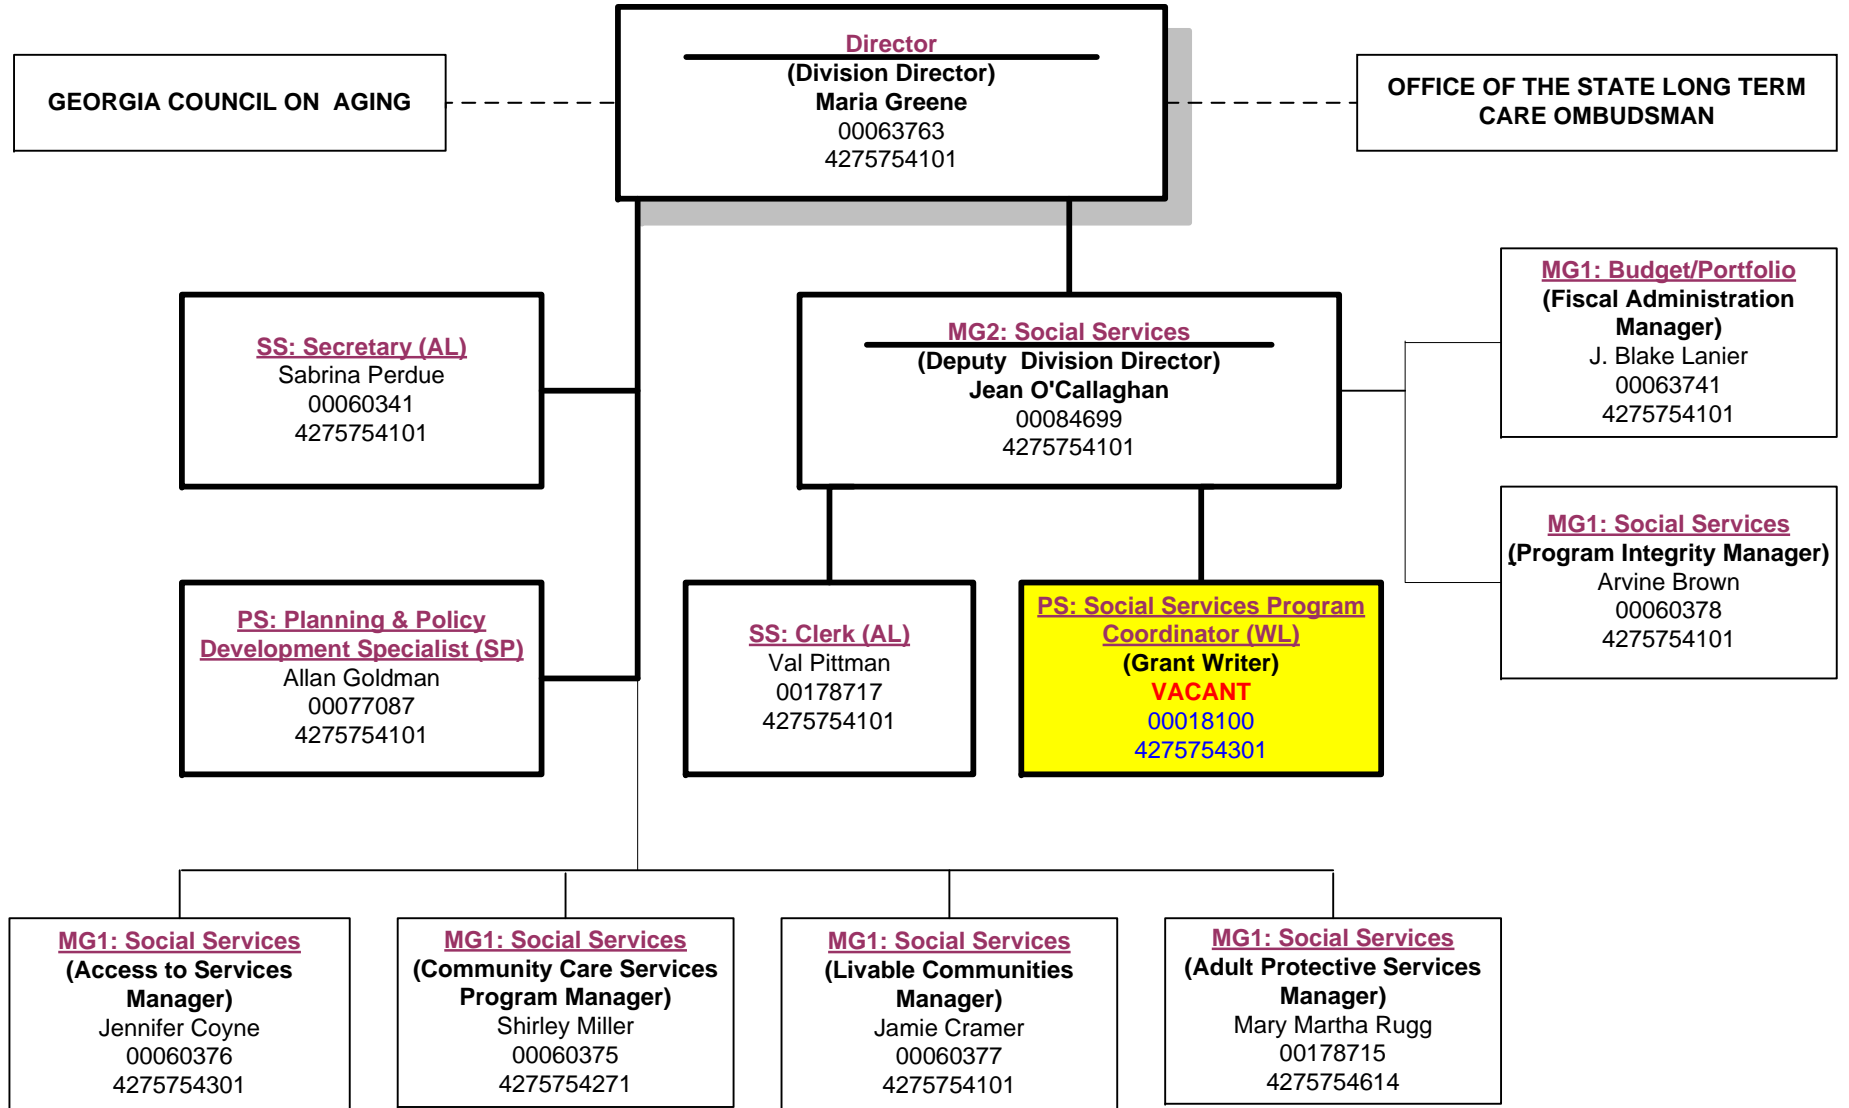 Director
(Division Director)
Maria Greene
00063763
4275754101
GEORGIA COUNCIL ON AGING
OFFICE OF THE STATE LONG TERM
CARE OMBUDSMAN
SS: Secretary (AL)
Sabrina Perdue
00060341
4275754101
MG2: Social Services
(Deputy Division Director)
Jean O'Callaghan
00084699
4275754101
MG1: Budget/Portfolio
(Fiscal Administration
Manager)
J. Blake Lanier
00063741
4275754101
MG1: Social Services
(Program Integrity Manager)
Arvine Brown
00060378
4275754101
PS: Planning & Policy
Development Specialist (SP)
Allan Goldman
00077087
4275754101
SS: Clerk (AL)
Val Pittman
00178717
4275754101
PS: Social Services Program
Coordinator (WL)
(Grant Writer)
VACANT
00018100
4275754301
MG1: Social Services
(Access to Services
Manager)
Jennifer Coyne
00060376
4275754301
MG1: Social Services
(Community Care Services
Program Manager)
Shirley Miller
00060375
4275754271
MG1: Social Services
(Livable Communities
Manager)
Jamie Cramer
00060377
4275754101
MG1: Social Services
(Adult Protective Services
Manager)
Mary Martha Rugg
00178715
4275754614